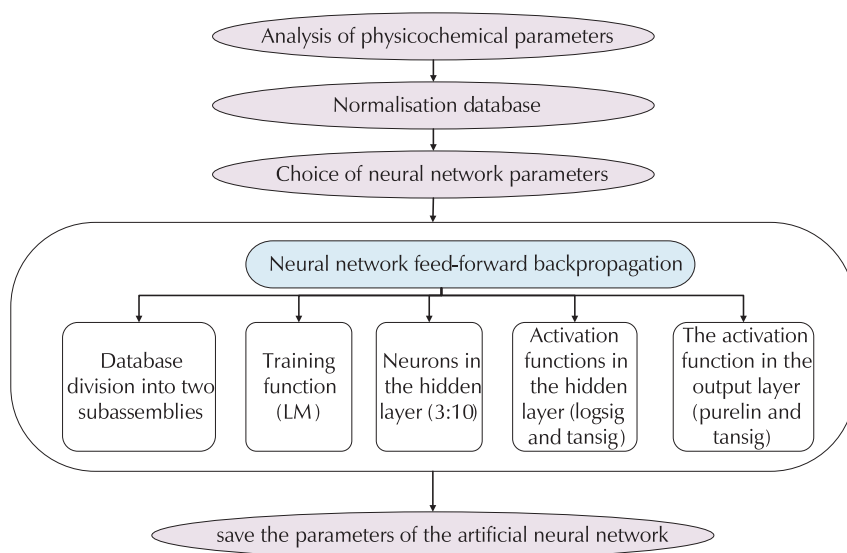 Analysis of physicochemical parameters
Normalisation database
Choice of neural network parameters
Neural network feed-forward backpropagation
Database
division into two
subassemblies
Training
function
(LM)
Neurons in
the hidden
layer (3:10)
Activation
functions in
the hidden
layer (logsig
and tansig)
The activation
function in the
output layer
(purelin and
tansig)
save the parameters of the artificial neural network